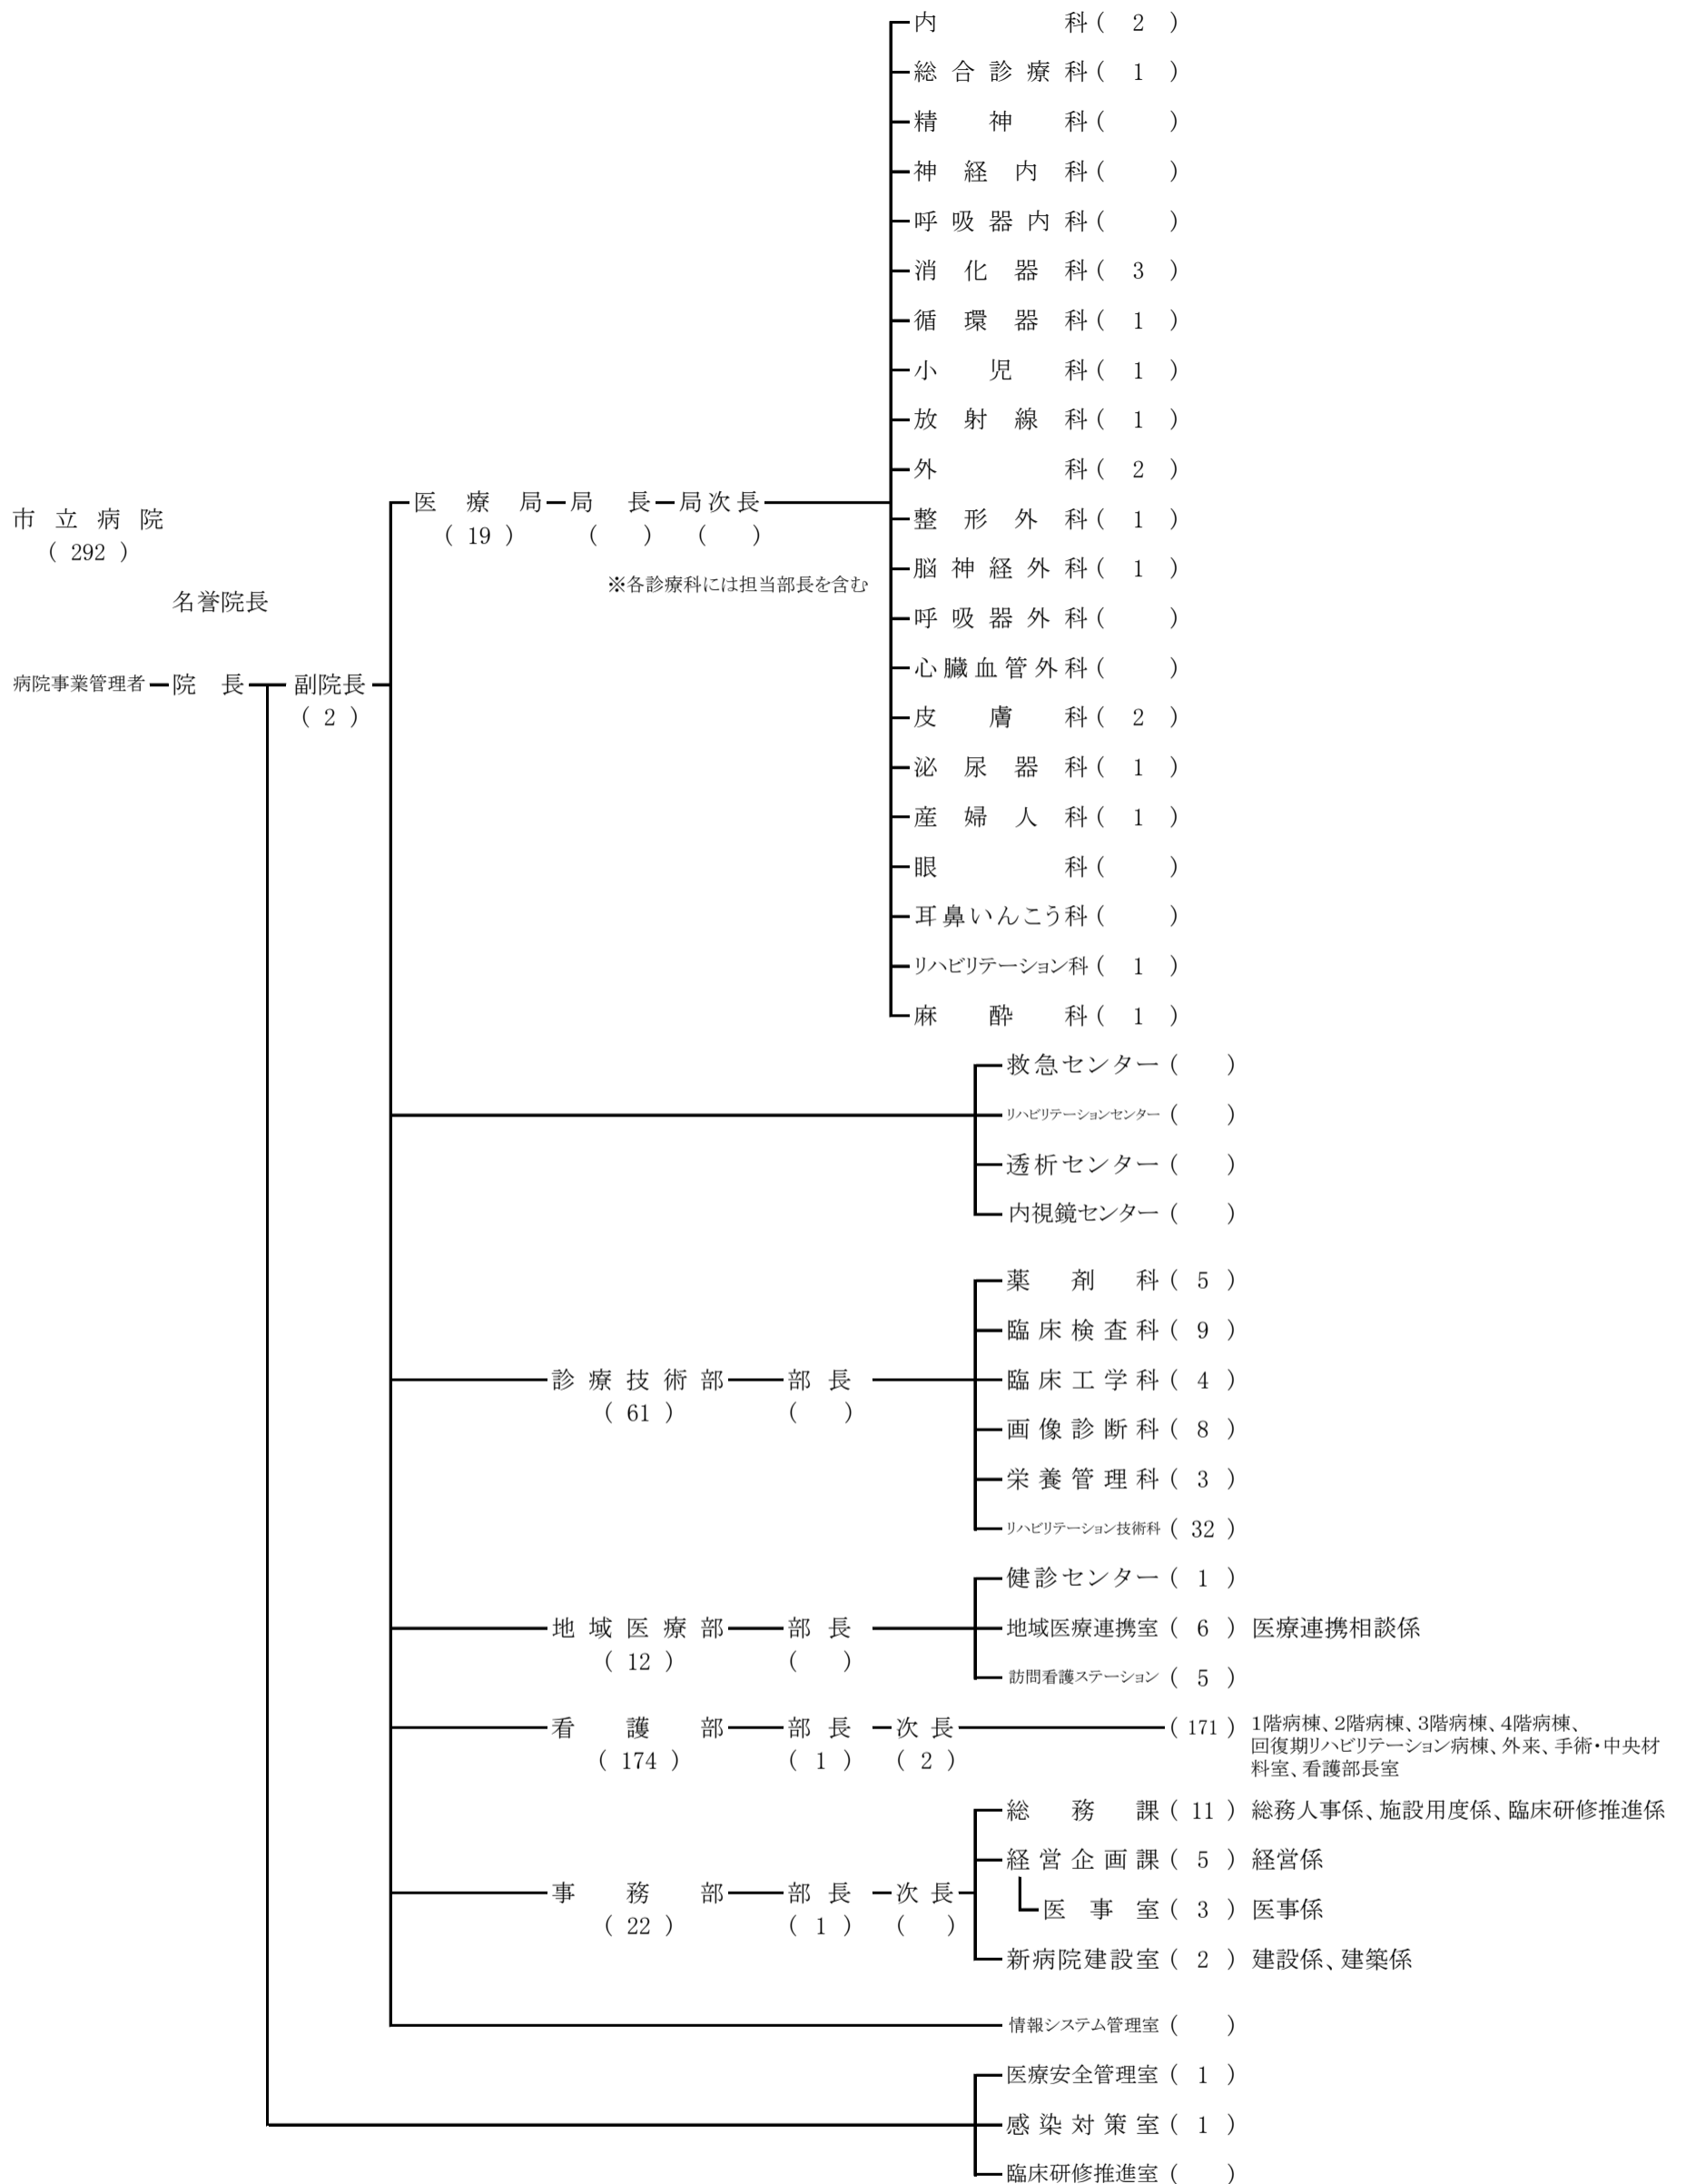 内科( 2 )
総合診療科( 1 )
精神科( )
神経内科( )
呼吸器内科( )
消化器科( 3 )
循環器科( 1 )
小児科( 1 )
放射線科( 1 )
外科( 2 )
市立病院
( 292 )
医療局 局長 局次長
( 19 ) ( ) ( )
※各診療科には担当部長を含む
整形外科( 1 )
脳神経外科( 1 )
呼吸器外科( )
名誉院長
心臓血管外科( )
病院事業管理者 院長 副院長
( 2 )
皮膚科( 2 )
泌尿器科( 1 )
産婦人科( 1 )
眼科( )
耳鼻いんこう科( )
リハビリテーション科( 1 )
麻酔科( 1 )
救急センター( )
リハビリテーションセンター( )
透析センター( )
内視鏡センター( )
薬剤科( 5 )
臨床検査科( 9 )
診療技術部 部長 臨床工学科( 4 )
( 61 ) ( )
画像診断科( 8 )
栄養管理科( 3 )
リハビリテーション技術科( 32 )
健診センター( 1 )
地域医療部 部長 地域医療連携室( 6 ) 医療連携相談係
( 12 ) ( )
訪問看護ステーション( 5 )
看護部 部長 次長 ( 171 ) 1階病棟、2階病棟、3階病棟、4階病棟、
回復期リハビリテーション病棟、外来、手術・中央材
料室、看護部長室
( 174 ) ( 1 ) ( 2 )
総務課( 11 ) 総務人事係、施設用度係、臨床研修推進係
経営企画課( 5 ) 経営係
事務部 部長 次長
( 22 ) ( 1 ) ( )
医事室( 3 ) 医事係
新病院建設室( 2 ) 建設係、建築係
情報システム管理室( )
医療安全管理室( 1 )
感染対策室( 1 )
臨床研修推進室( )